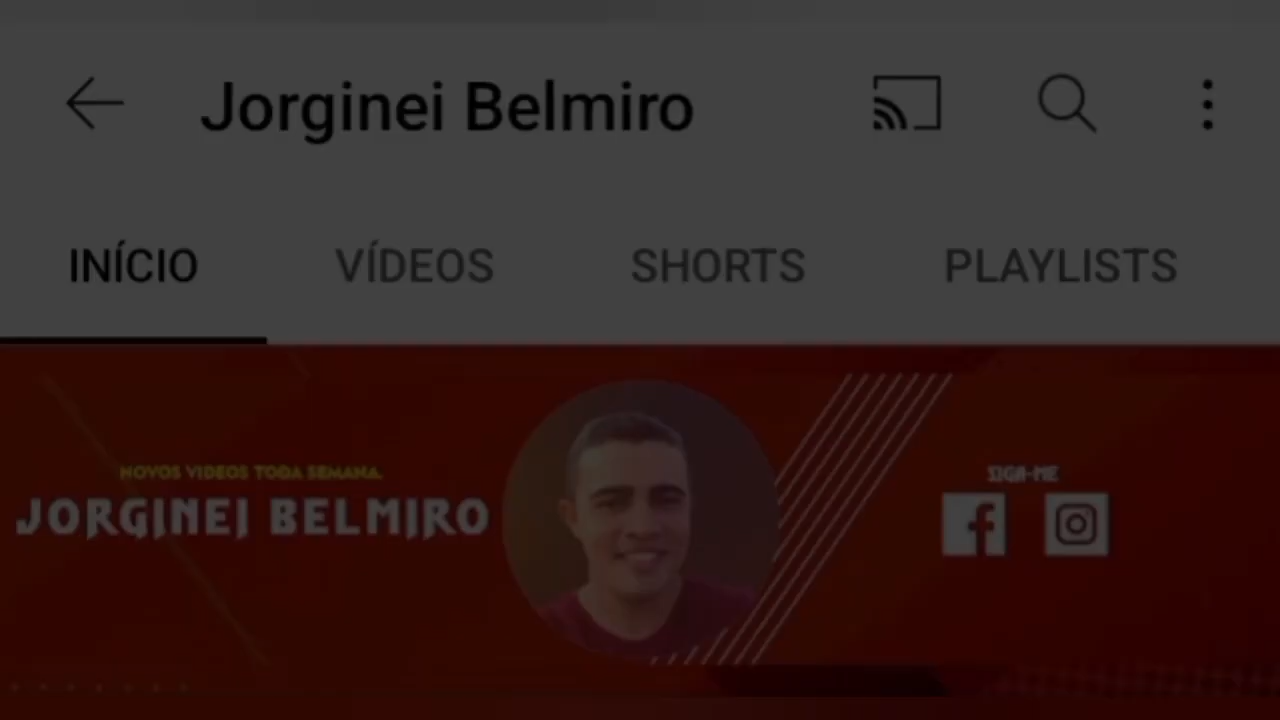 Jorginei Belmiro
INÍCIO VÍDEOS SHORTS PLAYLISTS
NOVOS VIDEOS TODA SEMANA.
JORGINEI BELMIRO
SIGA-ME